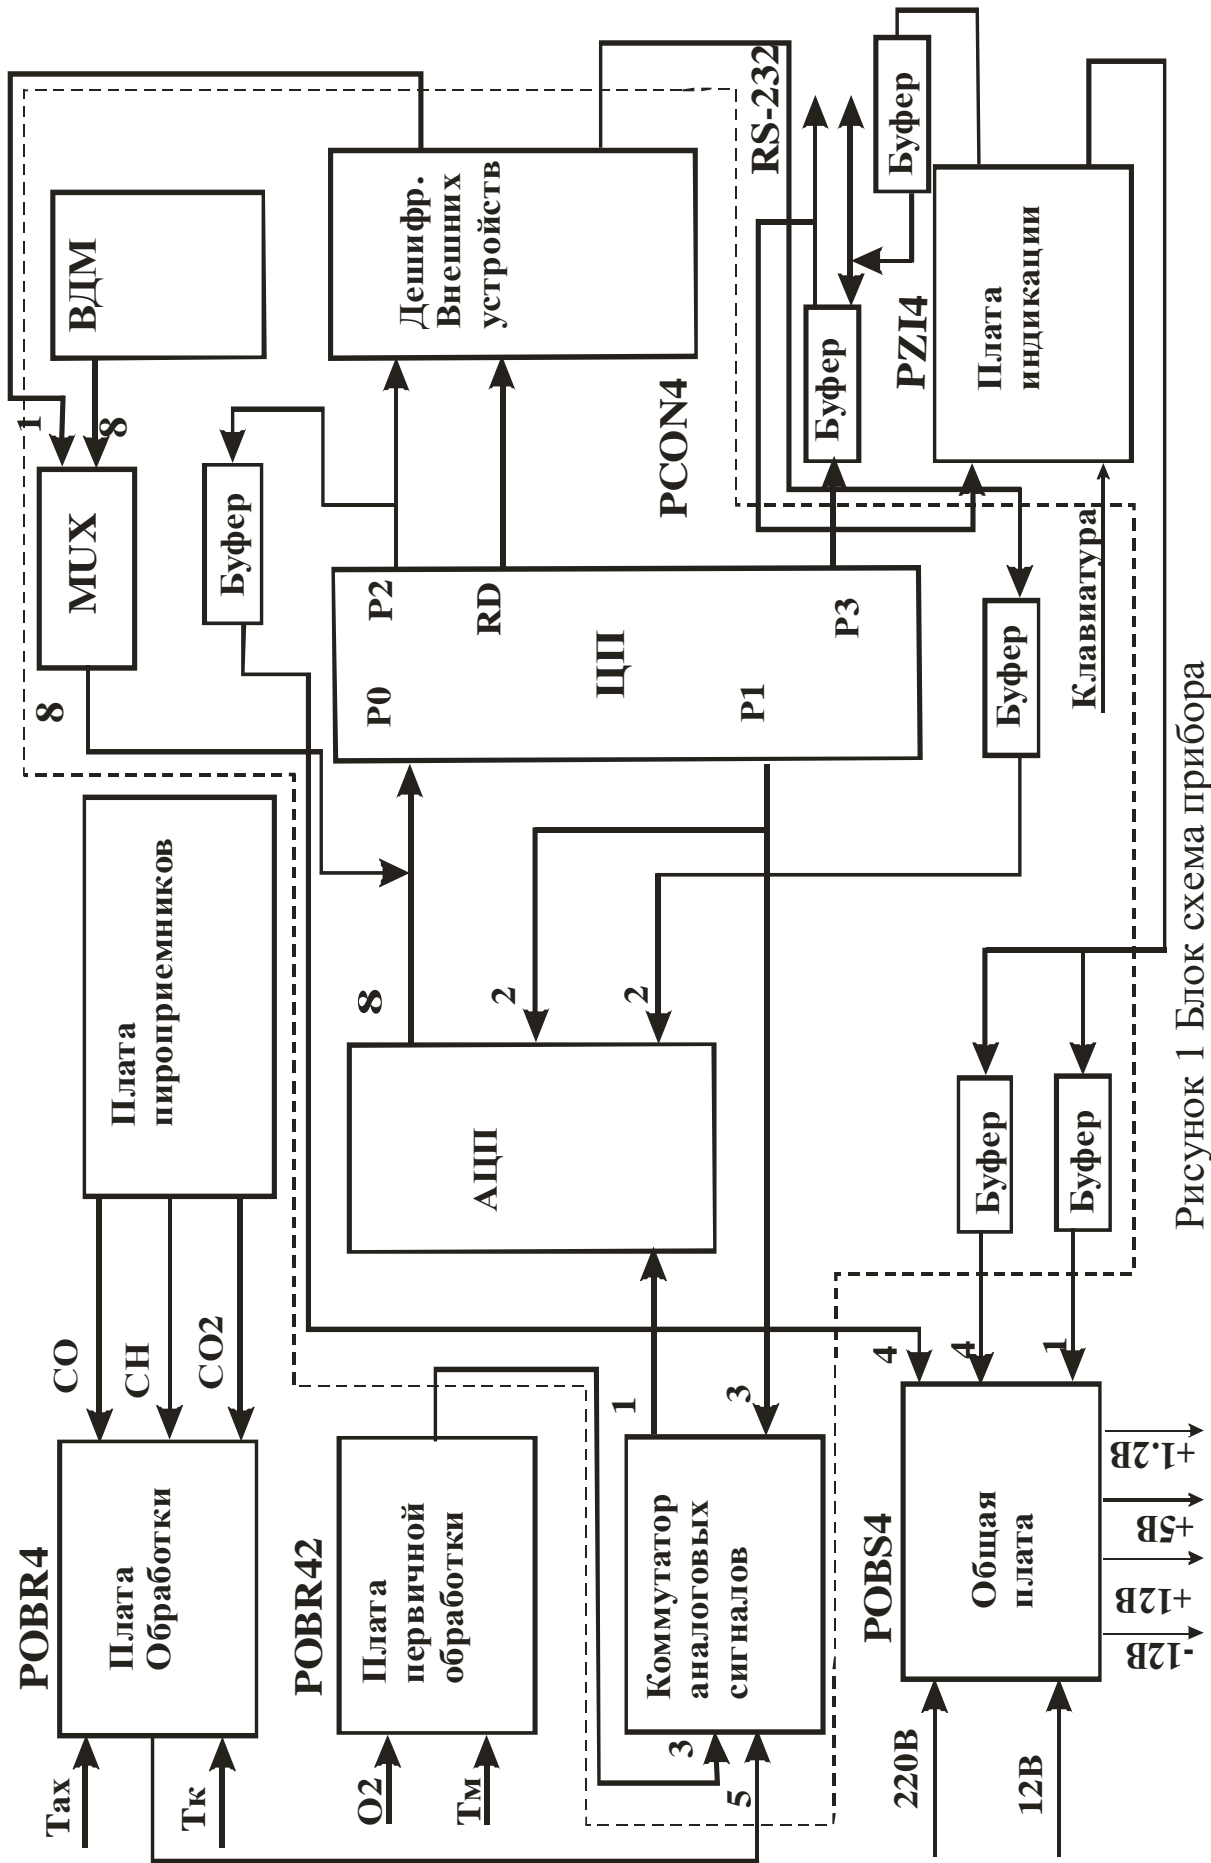 POBR4
Плата
Обработки
Тах
Тк
CO
CH
CO2
Плата
пироприемников
8
MUX
1
8
ВДМ
POBR42
Плата
первичной
обработки
O2
Тм
Буфер
8
АЦП
2
2
1
P0
P2
RD
ЦП
P1
P3
Дешифр.
Внешних
устройств
PCON4
Коммутатор
аналоговых
сигналов
3
5
3
RS-232
Буфер
Буфер
PZI4
Плата
индикации
Клавиатура
Буфер
POBS4
Общая
плата
220В
12В
4
4
1
Буфер
Буфер
-12В
+12В
+5В
+1.2В
Рисунок 1 Блок схема прибора